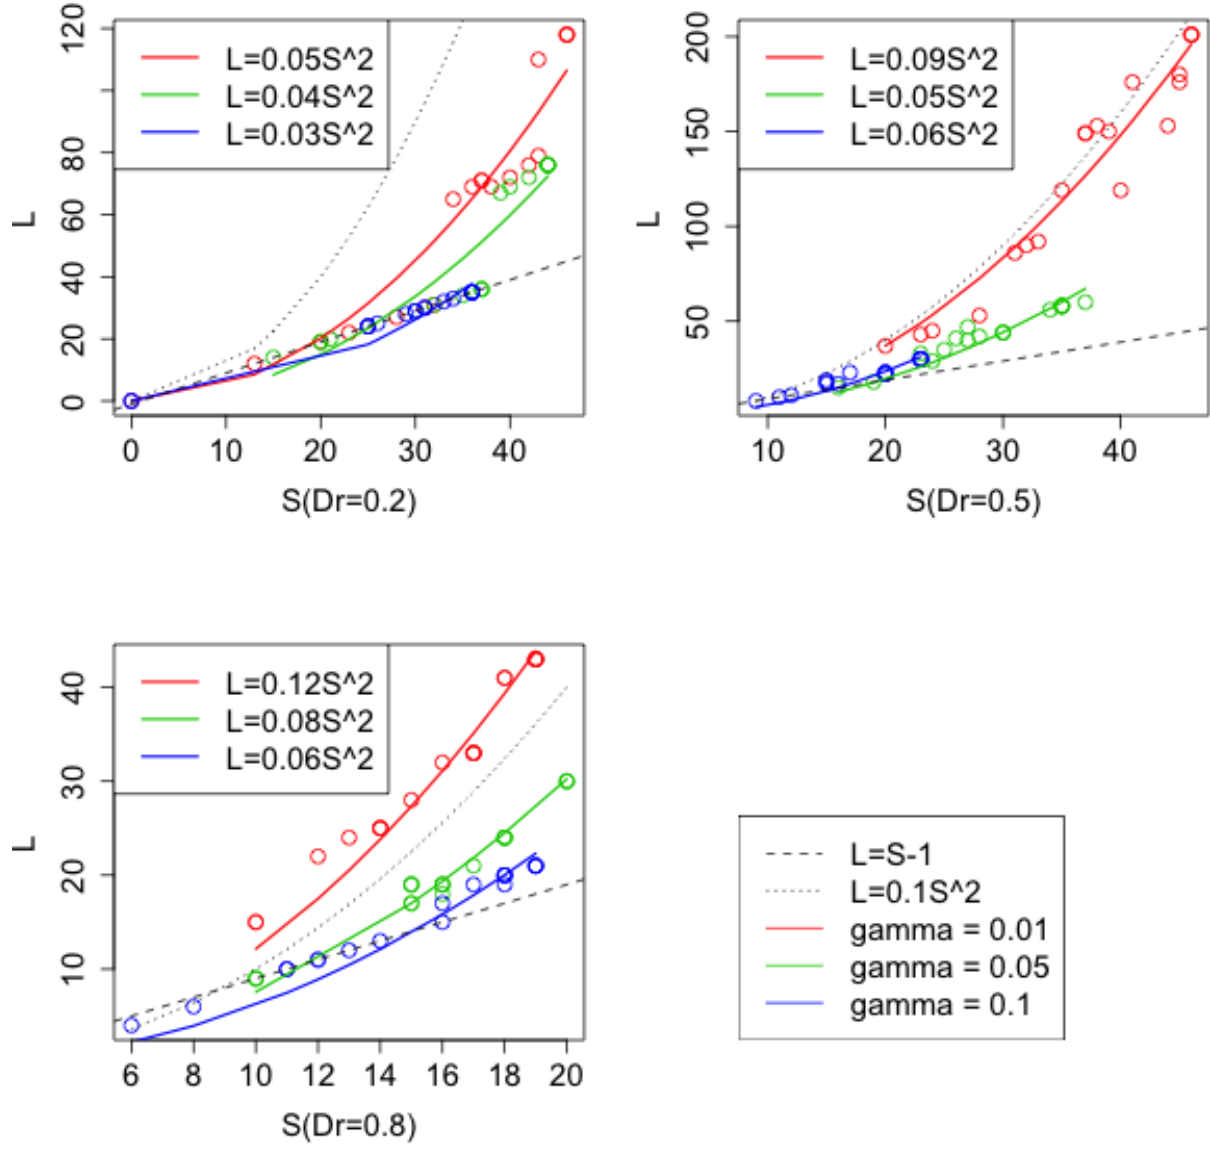 L=0.05S^2
L=0.04S^2
L=0.03S^2
L
0
20
40
60
80
120
0 10 20 30 40
S(Dr=0.2)
L=0.09S^2
L=0.05S^2
L=0.06S^2
L
50
100
150
200
10 20 30 40
S(Dr=0.5)
L=0.12S^2
L=0.08S^2
L=0.06S^2
L
10
20
30
40
6 8 10 12 14 16 18 20
S(Dr=0.8)
L=S-1
L=0.1S^2
gamma = 0.01
gamma = 0.05
gamma = 0.1